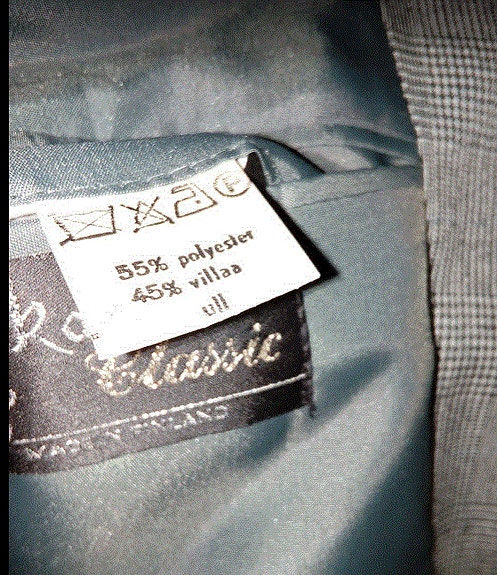 F
55% polyester
45% villaa
ull
Classic
MADE IN FINLAND